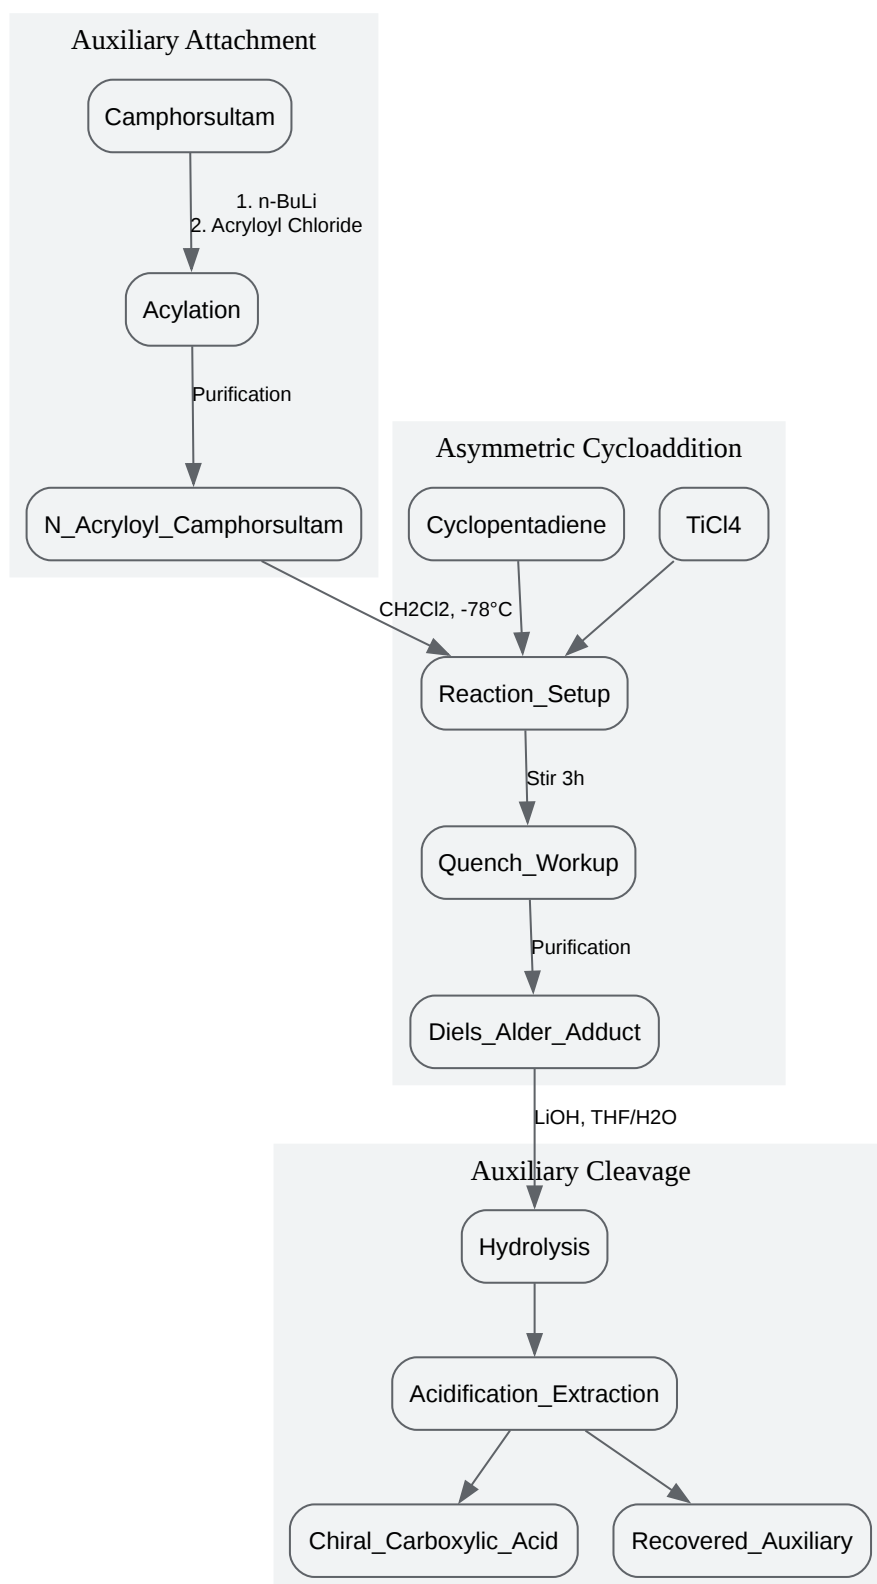 Auxiliary Attachment
Camphorsultam
1. n-BuLi
2. Acryloyl Chloride
Acylation
Purification
N_Acryloyl_Camphorsultam
Asymmetric Cycloaddition
Cyclopentadiene
TiCl4
CH2Cl2, -78°C
Reaction_Setup
Stir 3h
Quench_Workup
Purification
Diels_Alder_Adduct
LiOH, THF/H2O
Auxiliary Cleavage
Hydrolysis
Acidification_Extraction
Chiral_Carboxylic_Acid
Recovered_Auxiliary